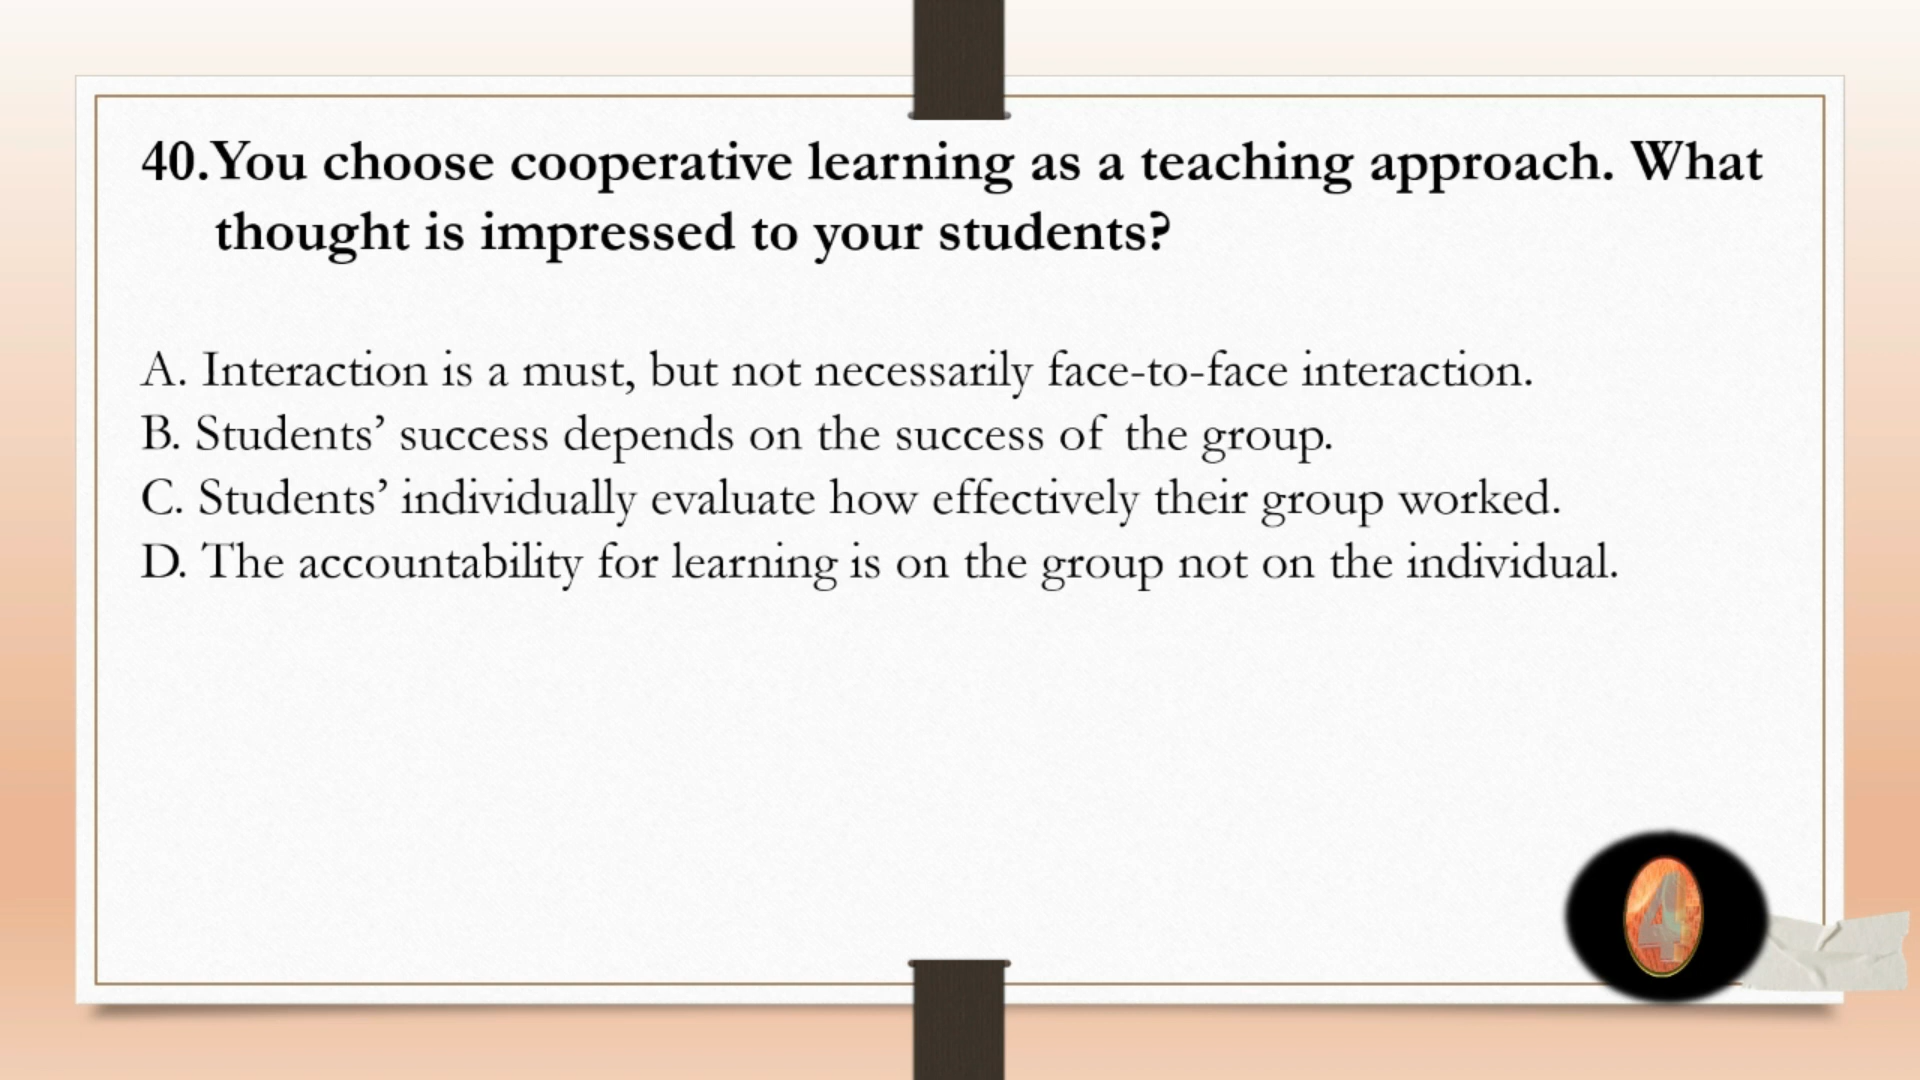 40.You choose cooperative learning as a teaching approach. What
thought is impressed to your students?
A. Interaction is a must, but not necessarily face-to-face interaction.
B. Students’ success depends on the success of the group.
C. Students’ individually evaluate how effectively their group worked.
D. The accountability for learning is on the group not on the individual.
4